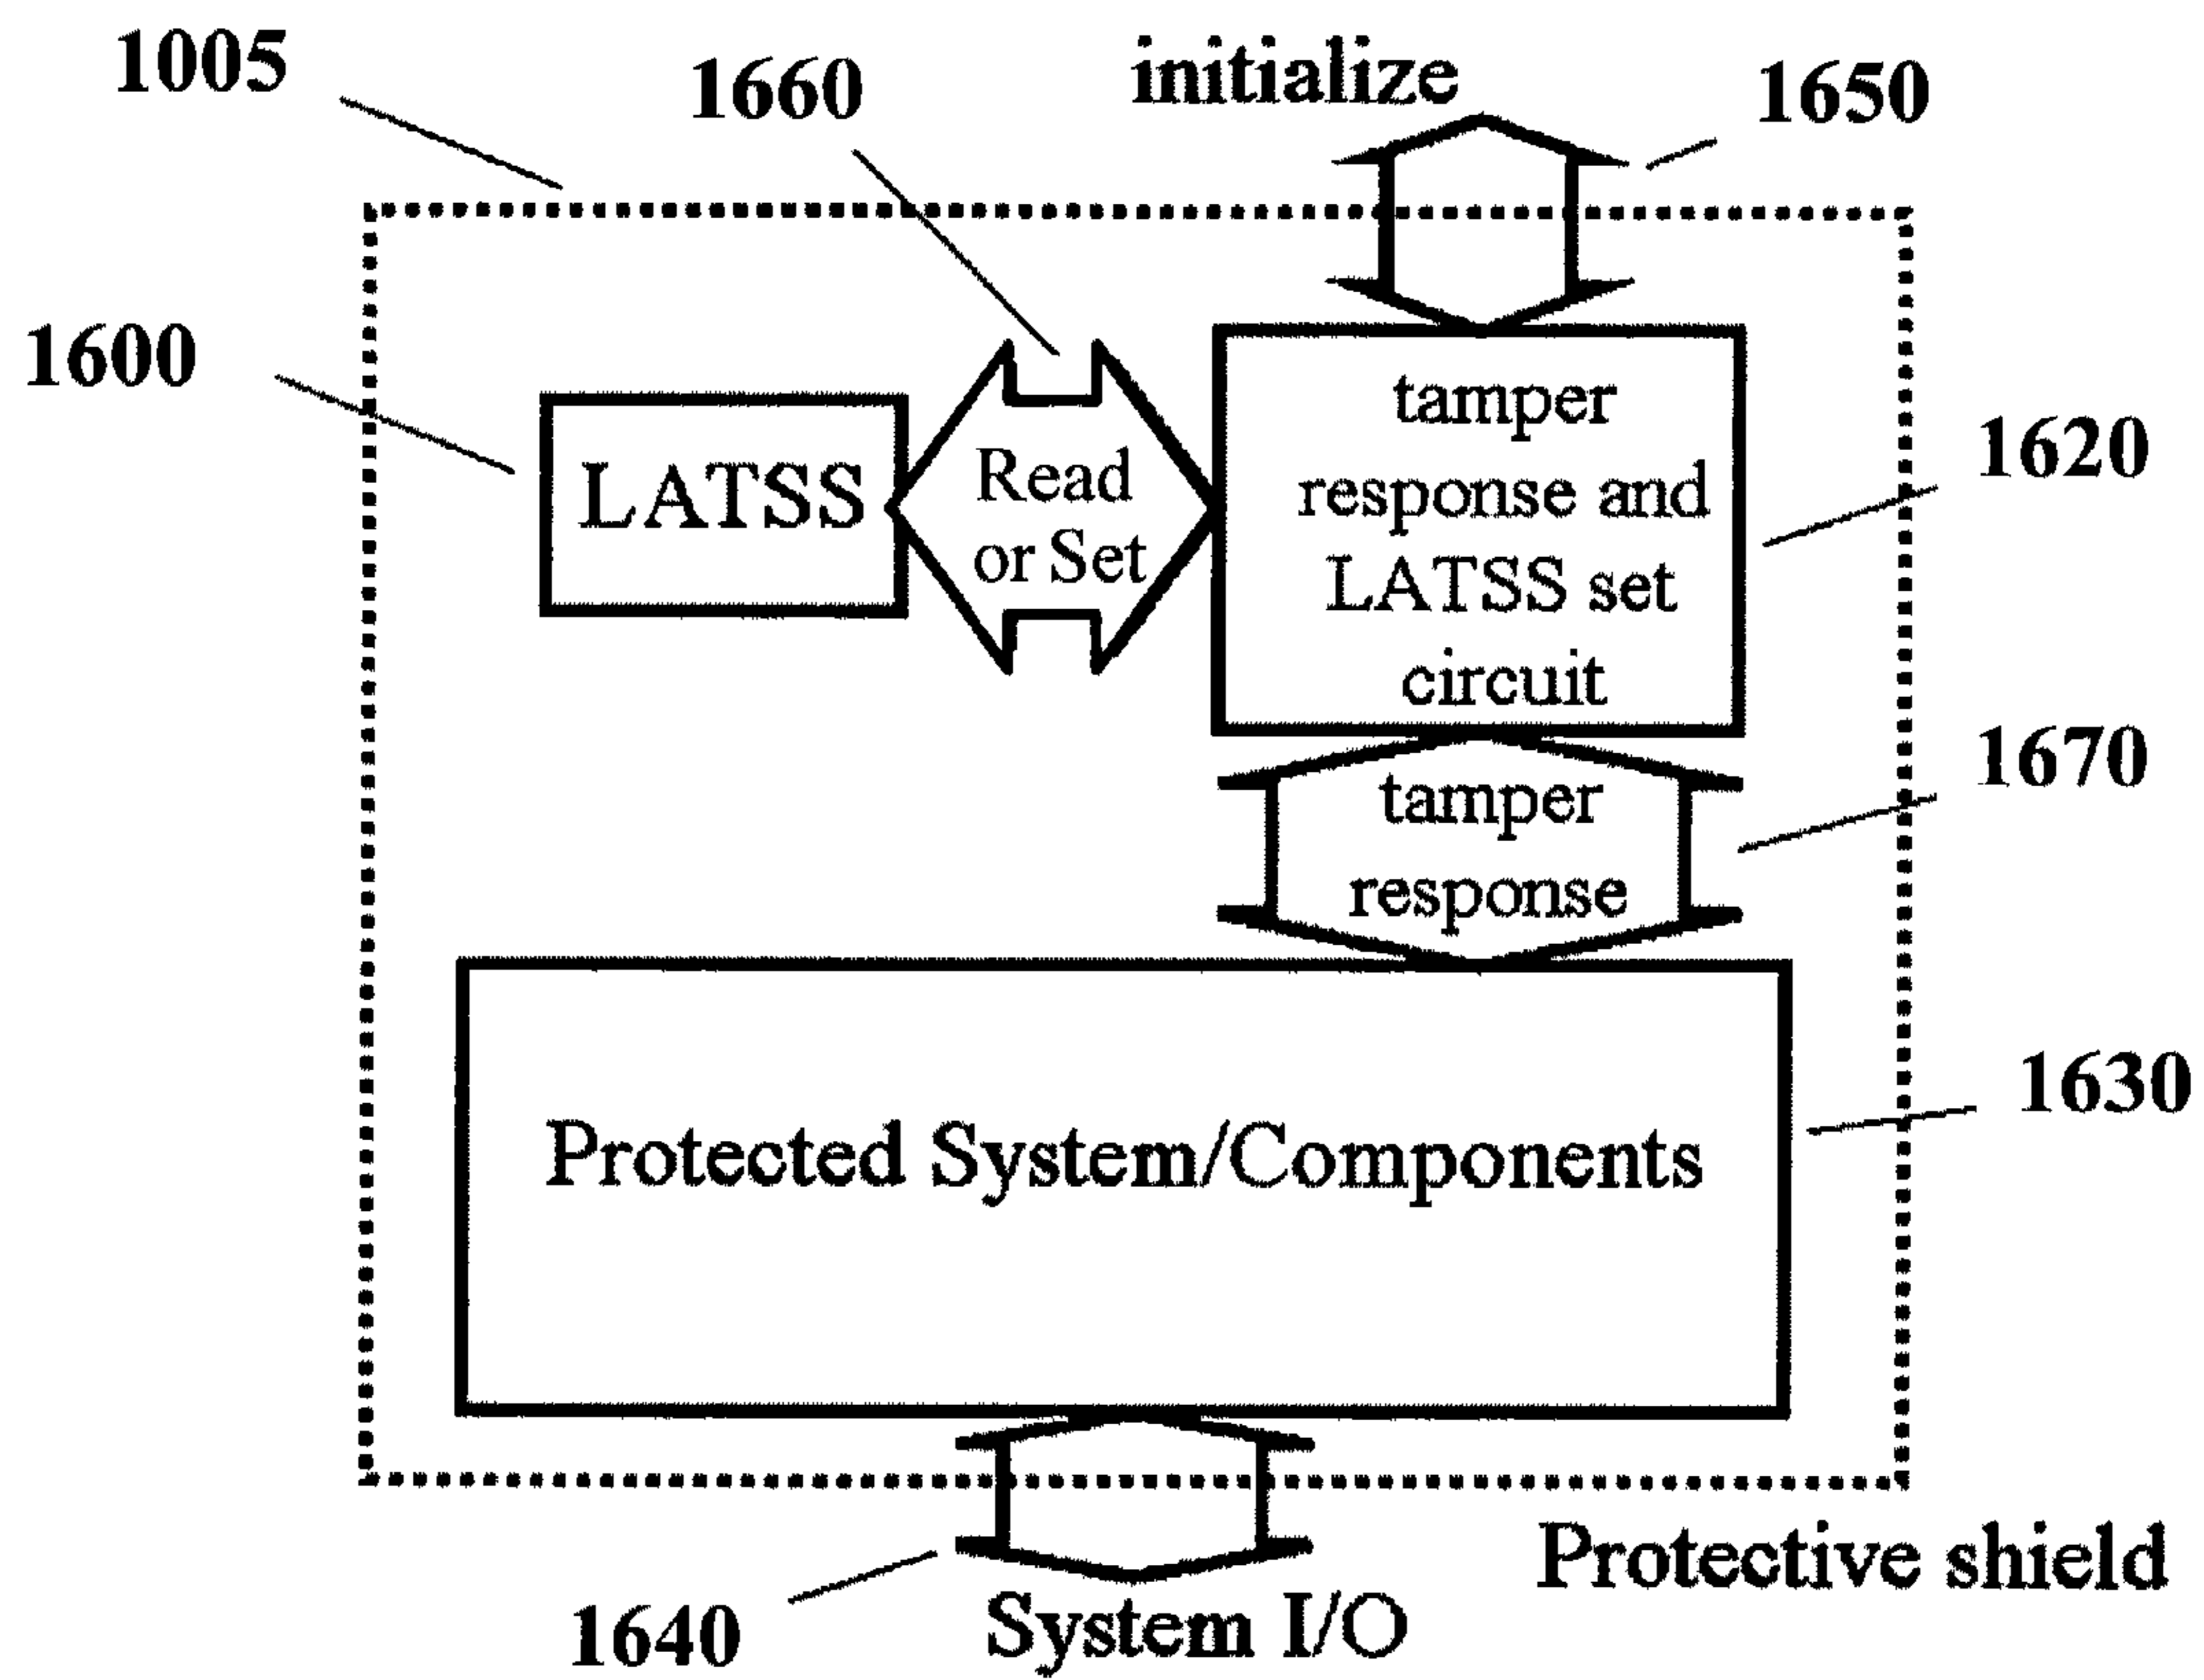 1005
1660
initialize
1650
1600
LATSS
Read
or Set
tamper
response and
LATSS set
circuit
1620
tamper
response
1670
Protected System/Components
1630
Protective shield
1640
System I/O